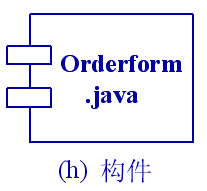 Orderform
.java
(h) 构件